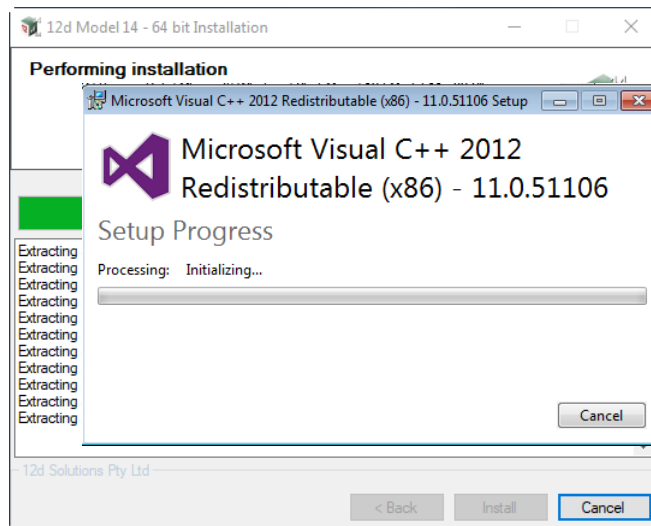 12d Model 14 - 64 bit Installation
Performing installation
Microsoft Visual C++ 2012 Redistributable (x86) - 11.0.51106 Setup
Microsoft Visual C++ 2012
Redistributable (x86) - 11.0.51106
Setup Progress
Processing: Initializing...
Extracting
Extracting
Extracting
Extracting
Extracting
Extracting
Extracting
Extracting
Extracting
Extracting
Extracting
Cancel
12d Solutions Pty Ltd
< Back
Install
Cancel